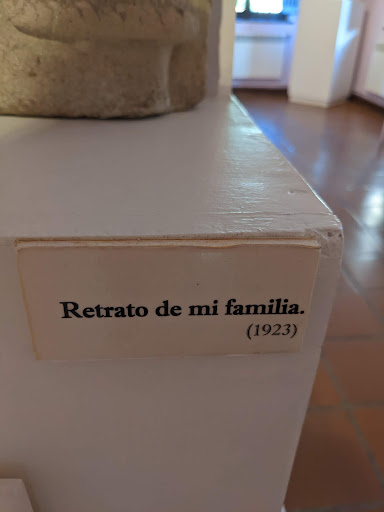 Retrato de mi familia.
(1923)